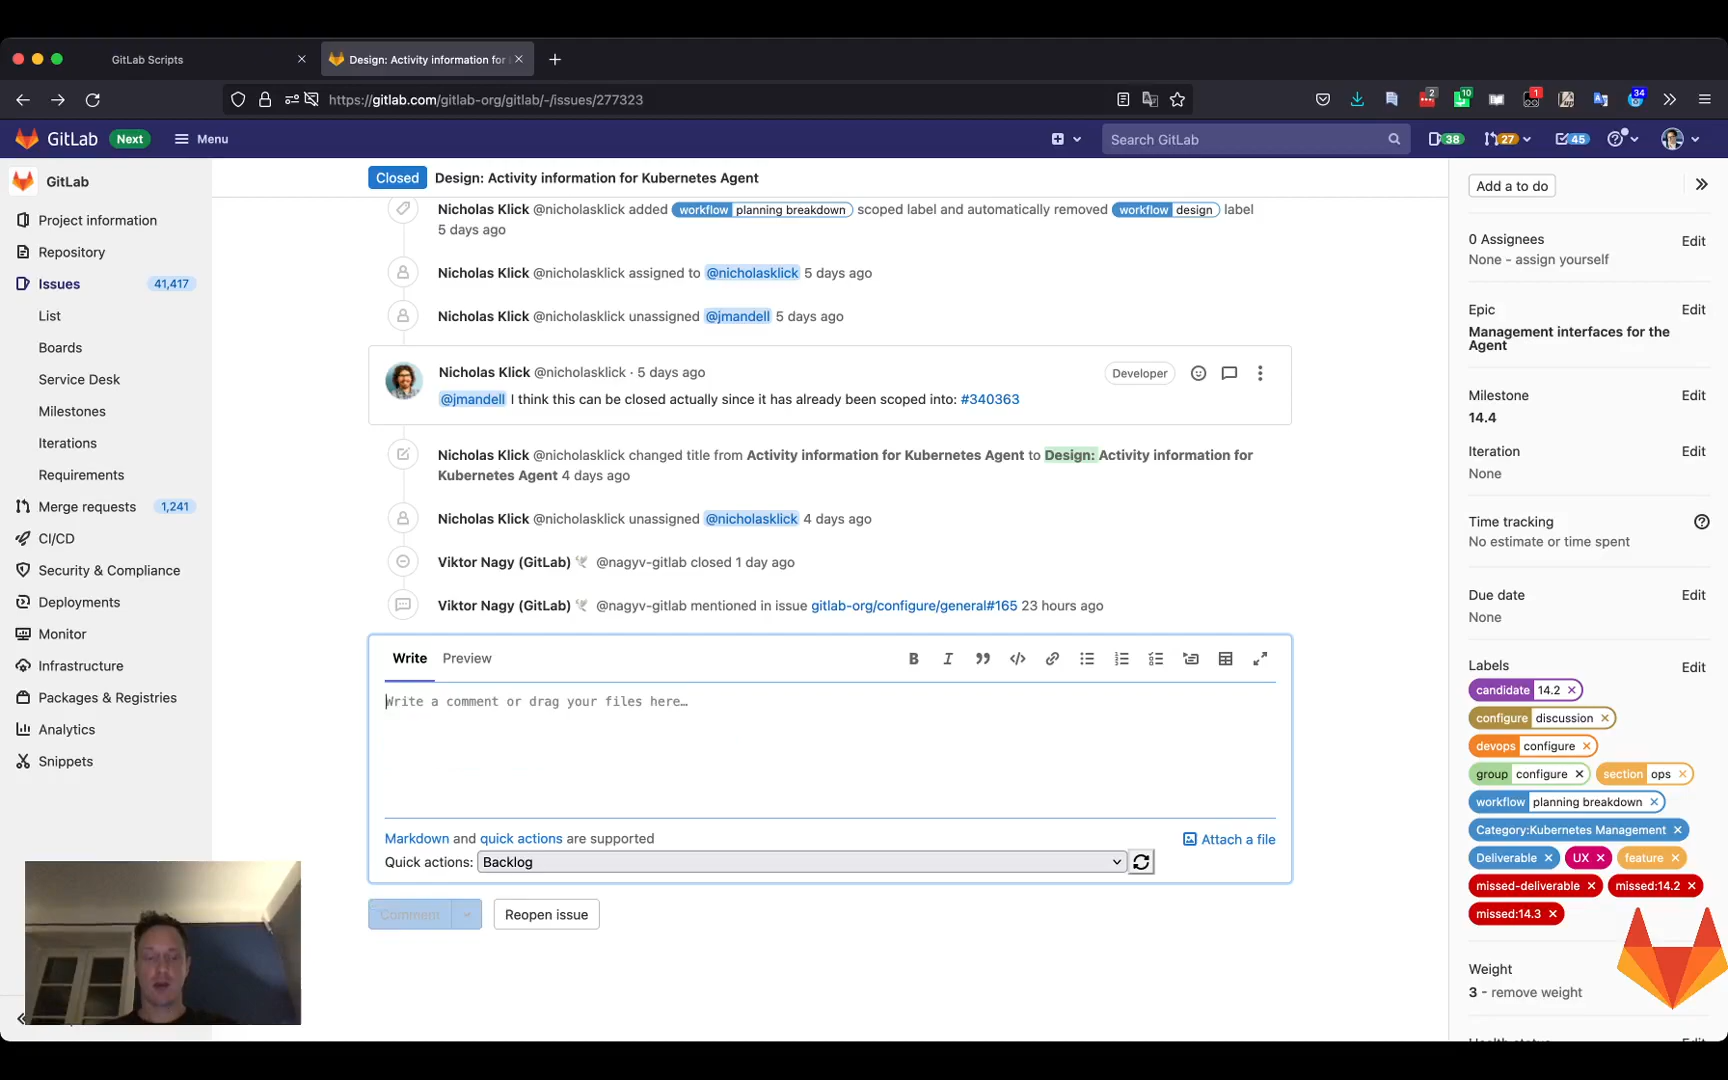 GitLab Scripts
Design: Activity information for
https://gitlab.com/gitlab-org/gitlab/-/issues/277323
2
10
1
34
GitLab Next Menu
Search GitLab
38
27
45
GitLab
Project information
Repository
Issues 41,417
List
Boards
Service Desk
Milestones
Iterations
Requirements
Merge requests 1,241
CI/CD
Security & Compliance
Deployments
Monitor
Infrastructure
Packages & Registries
Analytics
Snippets
Closed Design: Activity information for Kubernetes Agent
Nicholas Klick @nicholasklick added workflow planning breakdown scoped label and automatically removed workflow design label
5 days ago
Nicholas Klick @nicholasklick assigned to @nicholasklick 5 days ago
Nicholas Klick @nicholasklick unassigned @jmandell 5 days ago
Nicholas Klick @nicholasklick · 5 days ago
Developer
@jmandell I think this can be closed actually since it has already been scoped into: #340363
Nicholas Klick @nicholasklick changed title from Activity information for Kubernetes Agent to Design: Activity information for
Kubernetes Agent 4 days ago
Nicholas Klick @nicholasklick unassigned @nicholasklick 4 days ago
Viktor Nagy (GitLab) @nagyv-gitlab closed 1 day ago
Viktor Nagy (GitLab) @nagyv-gitlab mentioned in issue gitlab-org/configure/general#165 23 hours ago
Write Preview
Write a comment or drag your files here…
Markdown and quick actions are supported
Attach a file
Quick actions: Backlog
Comment
Reopen issue
Add a to do
0 Assignees Edit
None - assign yourself
Epic Edit
Management interfaces for the
Agent
Milestone Edit
14.4
Iteration Edit
None
Time tracking
No estimate or time spent
Due date Edit
None
Labels Edit
candidate 14.2
configure discussion
devops configure
group configure
section ops
workflow planning breakdown
Category:Kubernetes Management
Deliverable
UX
feature
missed-deliverable
missed:14.2
missed:14.3
Weight
3 - remove weight